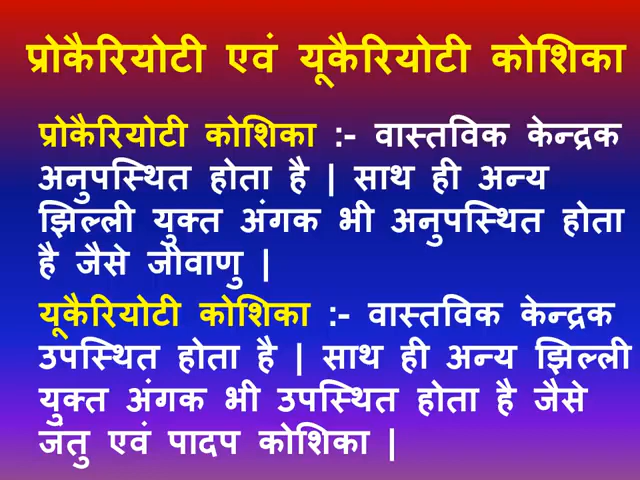 प्रोकैरियोटी एवं यूकैरियोटी कोशिका
प्रोकैरियोटी कोशिका :- वास्तविक केन्द्रक
अनुपस्थित होता है | साथ ही अन्य
झिल्ली युक्त अंगक भी अनुपस्थित होता
है जैसे जीवाणु |
यूकैरियोटी कोशिका :- वास्तविक केन्द्रक
उपस्थित होता है | साथ ही अन्य झिल्ली
युक्त अंगक भी उपस्थित होता है जैसे
जंतु एवं पादप कोशिका |